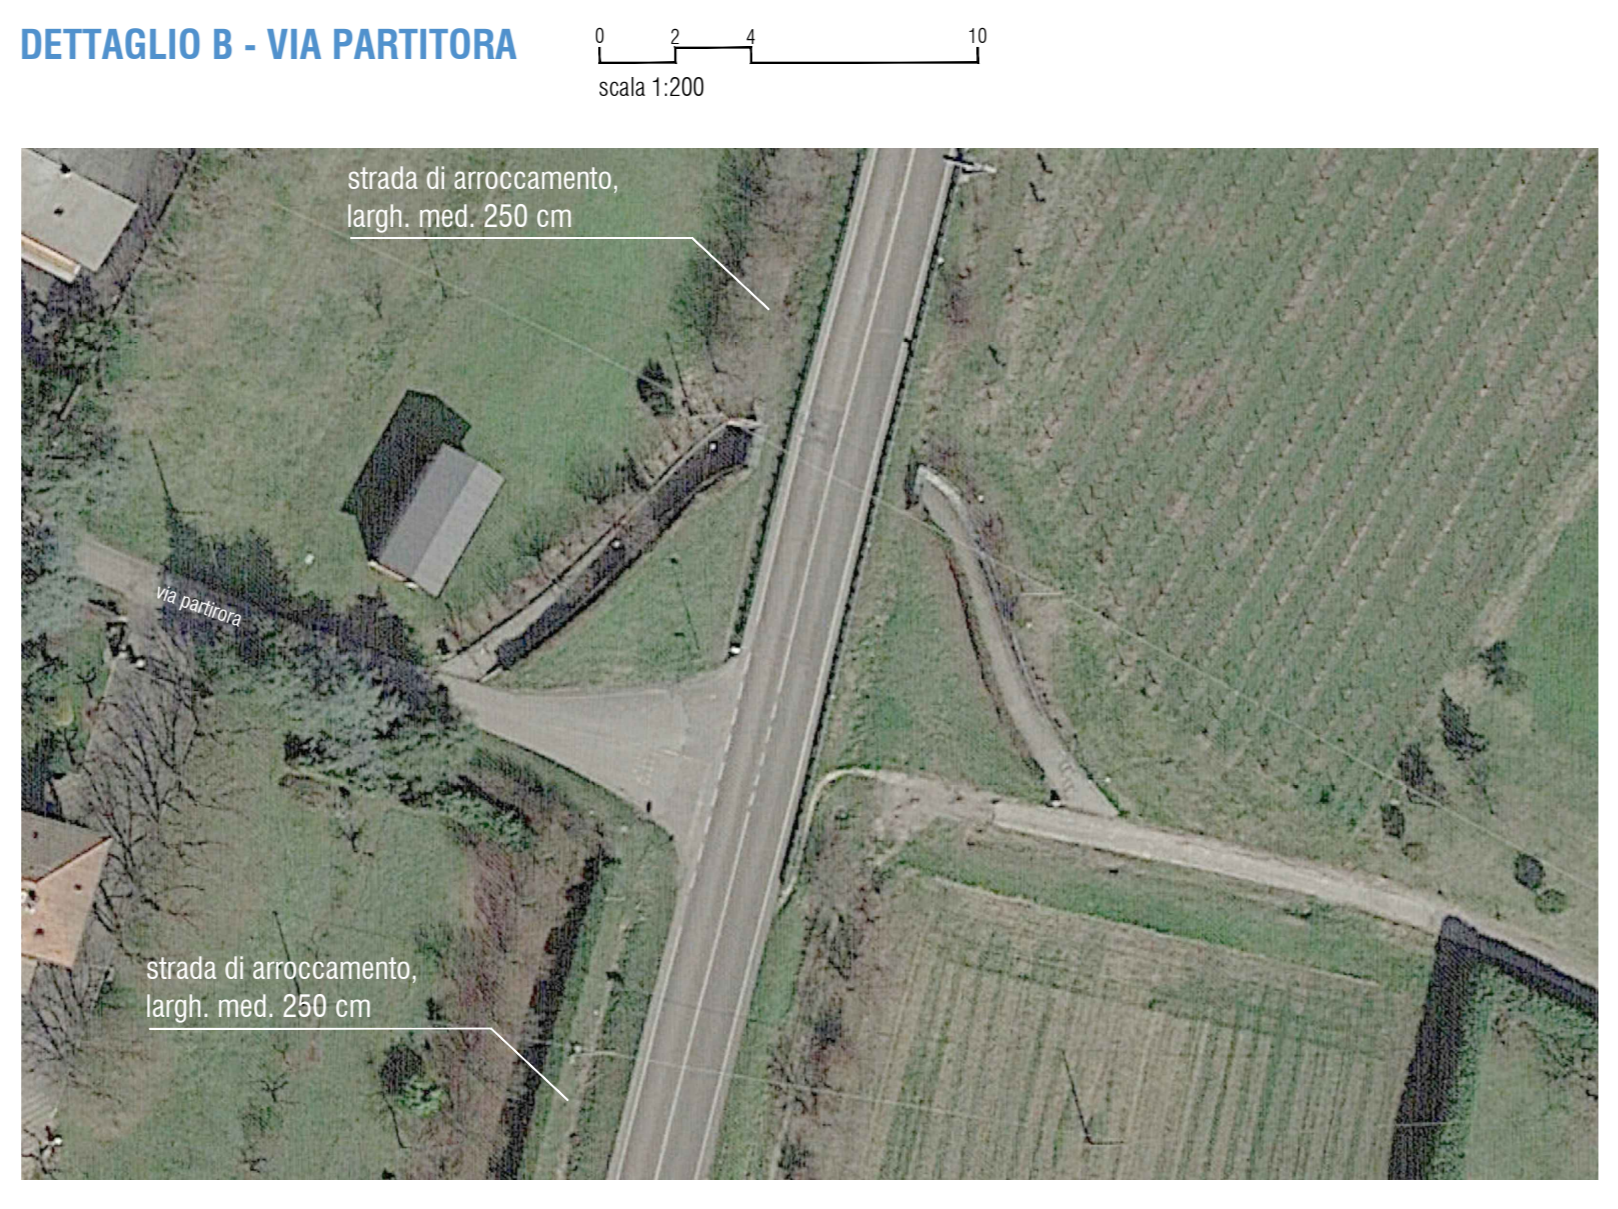 DETTAGLIO B - VIA PARTITORA
0 2 4 10
scala 1:200
strada di arroccamento,
largh. med. 250 cm
via partirora
strada di arroccamento,
largh. med. 250 cm